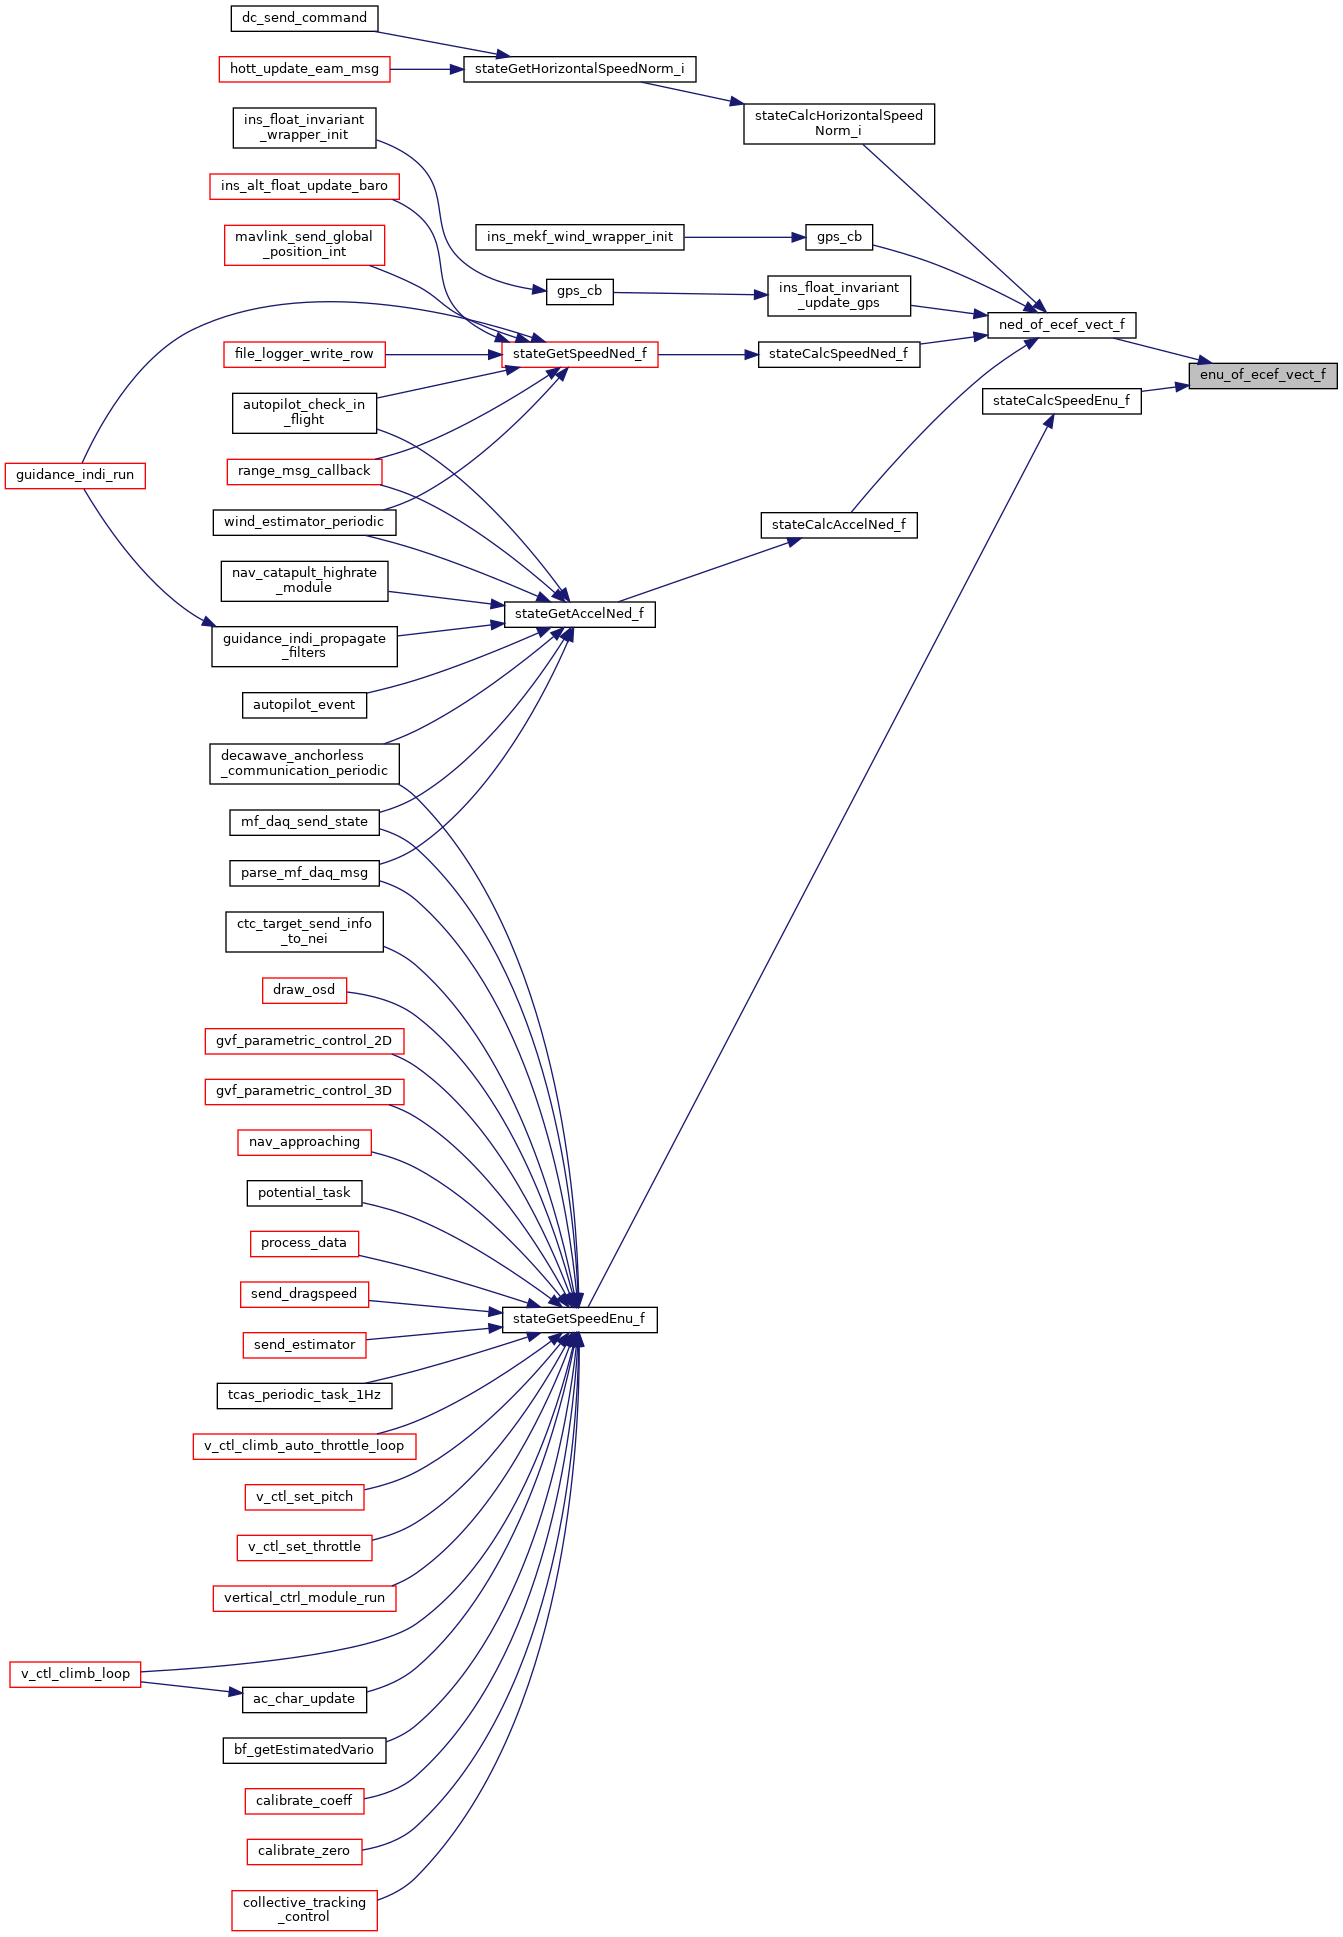 dc_send_command
hott_update_eam_msg
stateGetHorizontalSpeedNorm_i
stateCalcHorizontalSpeed
Norm_i
ins_float_invariant
_wrapper_init
ins_alt_float_update_baro
mavlink_send_global
_position_int
ins_mekf_wind_wrapper_init
gps_cb
gps_cb
ins_float_invariant
_update_gps
ned_of_ecef_vect_f
file_logger_write_row
stateGetSpeedNed_f
stateCalcSpeedNed_f
enu_of_ecef_vect_f
stateCalcSpeedEnu_f
autopilot_check_in
_flight
guidance_indi_run
range_msg_callback
wind_estimator_periodic
stateCalcAccelNed_f
nav_catapult_highrate
_module
stateGetAccelNed_f
guidance_indi_propagate
_filters
autopilot_event
decawave_anchorless
_communication_periodic
mf_daq_send_state
parse_mf_daq_msg
ctc_target_send_info
_to_nei
draw_osd
gvf_parametric_control_2D
gvf_parametric_control_3D
nav_approaching
potential_task
process_data
send_dragspeed
stateGetSpeedEnu_f
send_estimator
tcas_periodic_task_1Hz
v_ctl_climb_auto_throttle_loop
v_ctl_set_pitch
v_ctl_set_throttle
vertical_ctrl_module_run
v_ctl_climb_loop
ac_char_update
bf_getEstimatedVario
calibrate_coeff
calibrate_zero
collective_tracking
_control